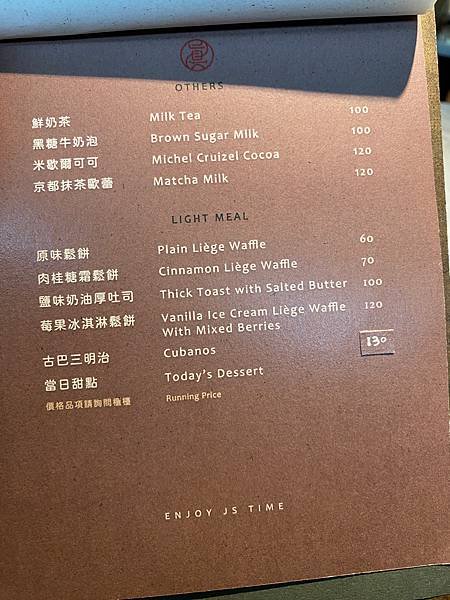 真
OTHERS
鮮奶茶 Milk Tea 100
黑糖牛奶泡 Brown Sugar Milk 100
米歇爾可可 Michel Cruizel Cocoa 120
京都抹茶歐蕾 Matcha Milk 120
LIGHT MEAL
原味鬆餅 Plain Liège Waffle 60
肉桂糖霜鬆餅 Cinnamon Liège Waffle 70
鹽味奶油厚吐司 Thick Toast with Salted Butter 100
莓果冰淇淋鬆餅 Vanilla Ice Cream Liège Waffle 120
With Mixed Berries
古巴三明治 Cubanos 130
當日甜點 Today's Dessert
價格品項請詢問櫃檯 Running Price
ENJOY JS TIME